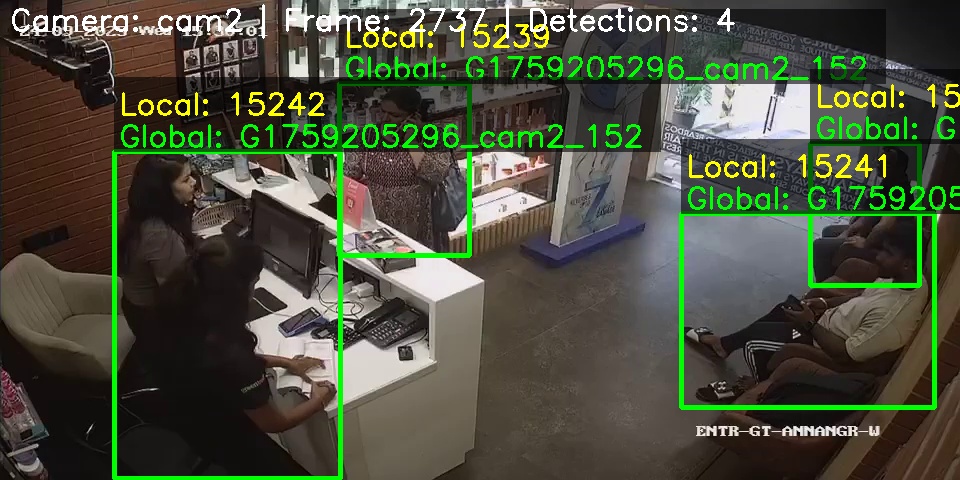 Camera: cam2 | Frame: 2737 | Detections: 4
Local: 15239
Global: G1759205296_cam2_152
Local: 15242
Global: G1759205296_cam2_152
Local: 15
Global: G
Local: 15241
Global: G1759205
ENTR-GT-ANNANGR-W